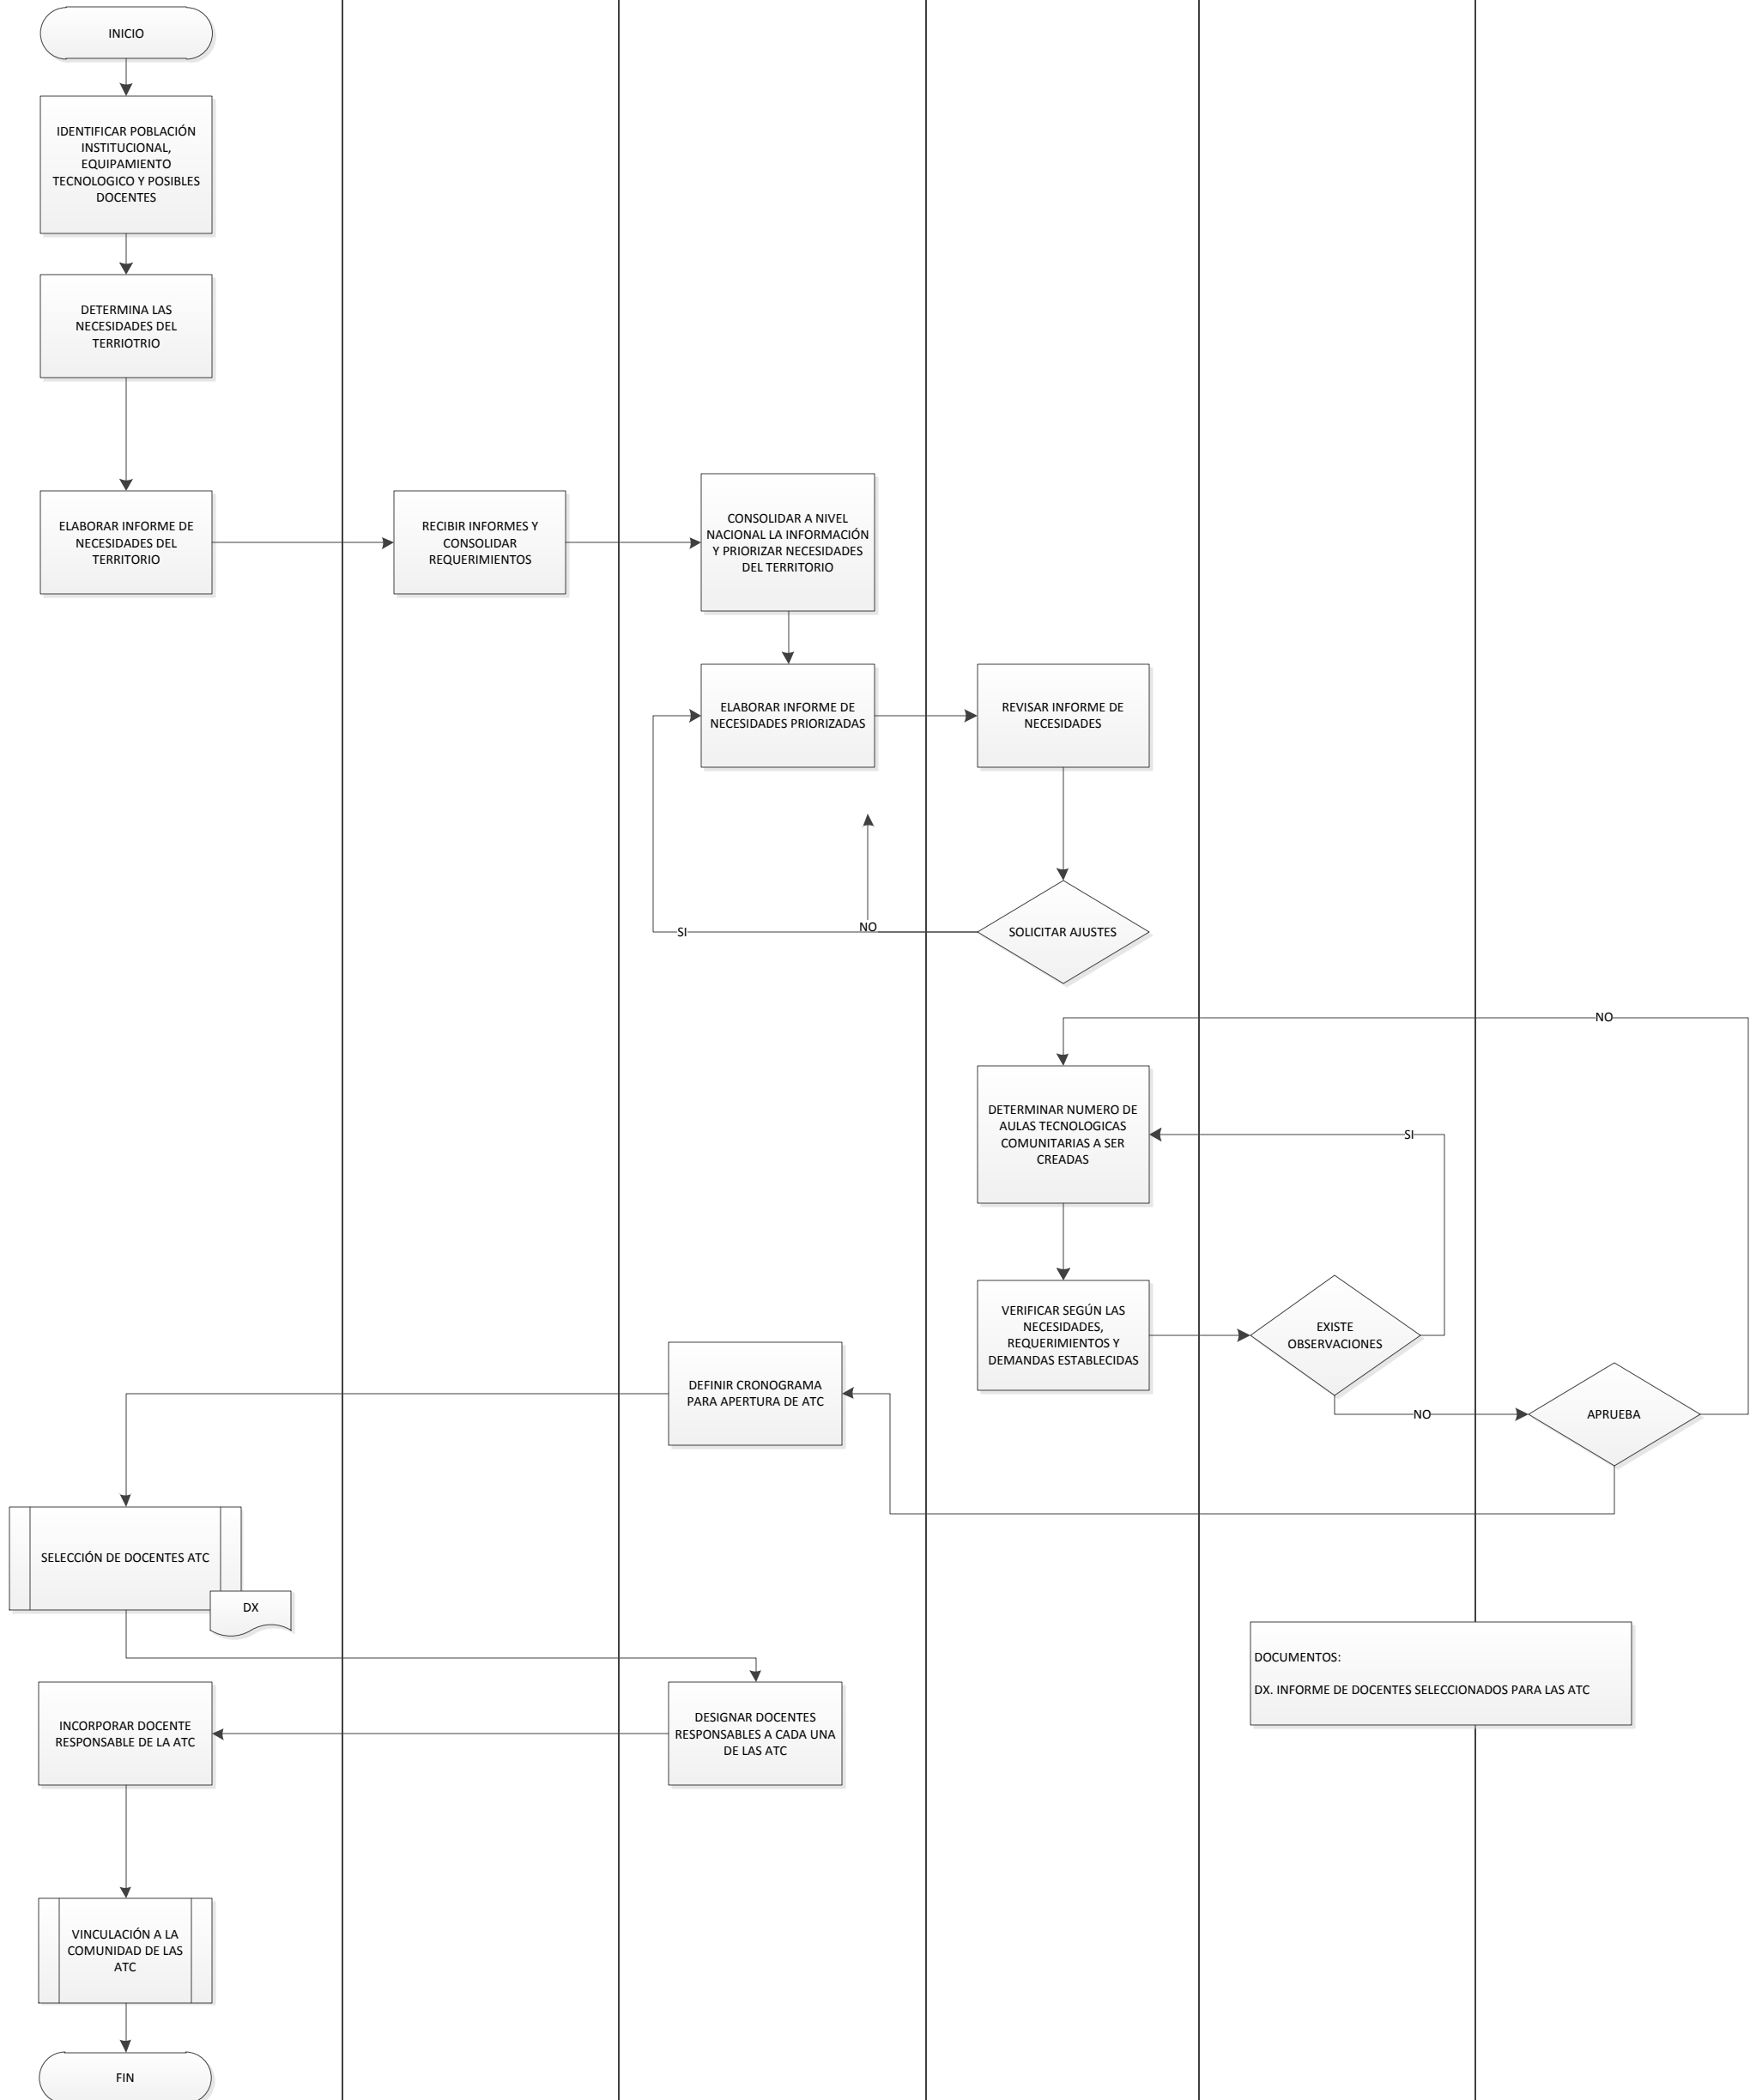 INICIO
IDENTIFICAR POBLACIÓN
INSTITUCIONAL,
EQUIPAMIENTO
TECNOLOGICO Y POSIBLES
DOCENTES
DETERMINA LAS
NECESIDADES DEL
TERRIOTRIO
ELABORAR INFORME DE
NECESIDADES DEL
TERRITORIO
RECIBIR INFORMES Y
CONSOLIDAR
REQUERIMIENTOS
CONSOLIDAR A NIVEL
NACIONAL LA INFORMACIÓN
Y PRIORIZAR NECESIDADES
DEL TERRITORIO
ELABORAR INFORME DE
NECESIDADES PRIORIZADAS
REVISAR INFORME DE
NECESIDADES
SI
NO
SOLICITAR AJUSTES
NO
DETERMINAR NUMERO DE
AULAS TECNOLOGICAS
COMUNITARIAS A SER
CREADAS
SI
VERIFICAR SEGÚN LAS
NECESIDADES,
REQUERIMIENTOS Y
DEMANDAS ESTABLECIDAS
EXISTE
OBSERVACIONES
NO
APRUEBA
DEFINIR CRONOGRAMA
PARA APERTURA DE ATC
SELECCIÓN DE DOCENTES ATC
DX
DOCUMENTOS:
DX. INFORME DE DOCENTES SELECCIONADOS PARA LAS ATC
DESIGNAR DOCENTES
RESPONSABLES A CADA UNA
DE LAS ATC
INCORPORAR DOCENTE
RESPONSABLE DE LA ATC
VINCULACIÓN A LA
COMUNIDAD DE LAS
ATC
FIN